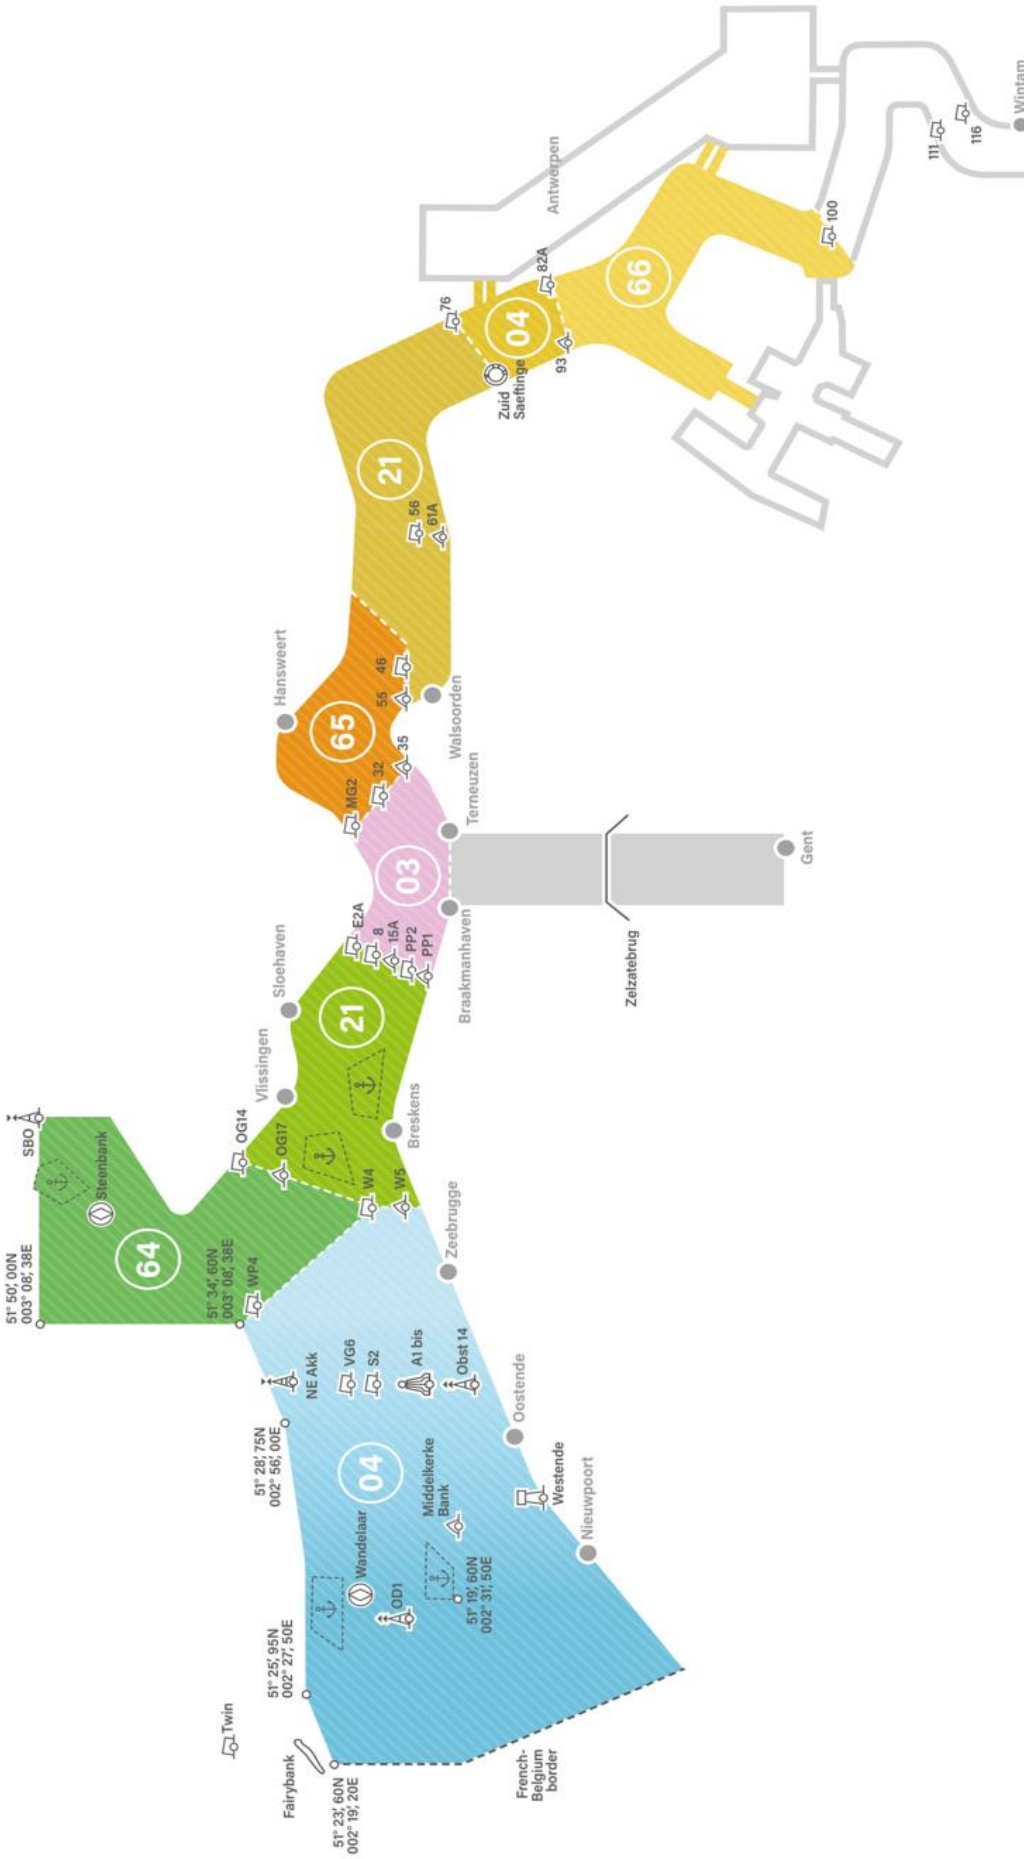 SBO
Steenbank
51° 50', 00N
003° 08', 38E
64
51° 34', 60N
003° 08', 38E
WP4
OG14
OG17
W4
W5
Vlissingen
Sloehaven
21
Breskens
E2A
8
15A
PP2
PP1
Braakmanhaven
03
Terneuzen
Zelzatebrug
Gent
MG2
32
35
65
Hansweert
55
46
Walsoorden
56
61A
21
76
Zuid
Saeftinge
04
82A
93
Antwerpen
66
100
111
116
Wintam
Zeebrugge
NE Akk
VG6
S2
A1 bis
Obst 14
51° 28', 75N
002° 56', 00E
04
Oostende
Westende
Middelkerke
Bank
Nieuwpoort
Wandelaar
OD1
51° 19', 60N
002° 31', 50E
51° 25', 95N
002° 27', 50E
Twin
Fairybank
51° 23', 60N
002° 19', 20E
French-
Belgium
border